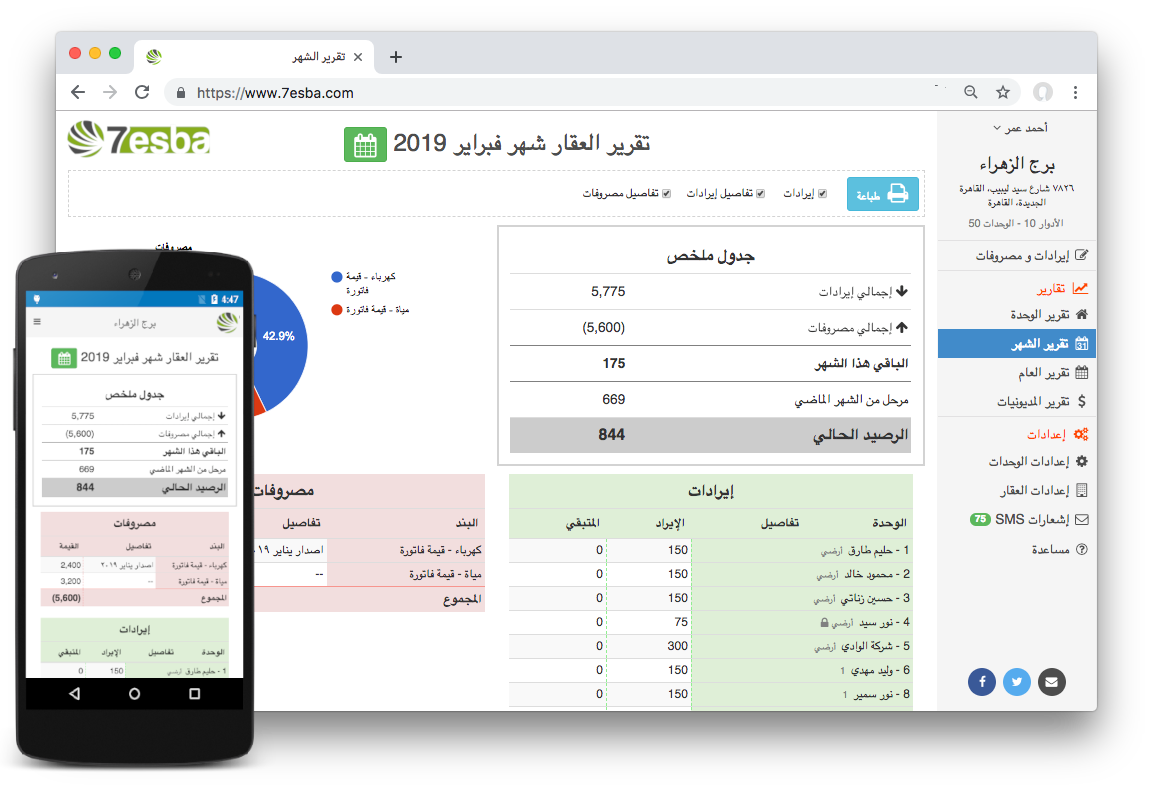 تقرير الشهر
https://www.7esba.com
7esba
تقرير العقار شهر فبراير 2019
طباعة
إيرادات
تفاصيل إيرادات
تفاصيل مصروفات
أحمد عمر
برج الزهراء
٧٨٢٦ شارع سيد لبيب، القاهرة
الجديدة، القاهرة
الأدوار 10 - الوحدات 50
إيرادات و مصروفات
تقارير
تقرير الوحدة
تقرير الشهر
تقرير العام
تقرير المديونيات
إعدادات
إعدادات الوحدات
إعدادات العقار
إشعارات SMS 75
مساعدة
جدول ملخص
إجمالي إيرادات 5,775
إجمالي مصروفات (5,600)
الباقي هذا الشهر 175
مرحل من الشهر الماضي 669
الرصيد الحالي 844
مصروفات
كهرباء - قيمة
فاتورة
مياة - قيمة فاتورة
42.9%
إيرادات
الوحدة تفاصيل الإيراد المتبقي
1 - حليم طارق أرضي 150 0
2 - محمود خالد أرضي 150 0
3 - حسين زناتي أرضي 150 0
4 - نور سيد أرضي 75 0
5 - شركة الوادي أرضي 300 0
6 - وليد مهدي 1 150 0
8 - نور سمير 1 150 0
مصروفات
البند تفاصيل
كهرباء - قيمة فاتورة اصدار يناير ٢٠١٩
مياة - قيمة فاتورة --
المجموع
4:47
برج الزهراء
تقرير العقار شهر فبراير 2019
جدول ملخص
إجمالي إيرادات 5,775
إجمالي مصروفات (5,600)
الباقي هذا الشهر 175
مرحل من الشهر الماضي 669
الرصيد الحالي 844
مصروفات
البند تفاصيل القيمة
كهرباء - قيمة فاتورة اصدار يناير ٢٠١٩ 2,400
مياة - قيمة فاتورة -- 3,200
المجموع (5,600)
إيرادات
الوحدة تفاصيل الإيراد المتبقي
1 - حليم طارق أرضي 150 0